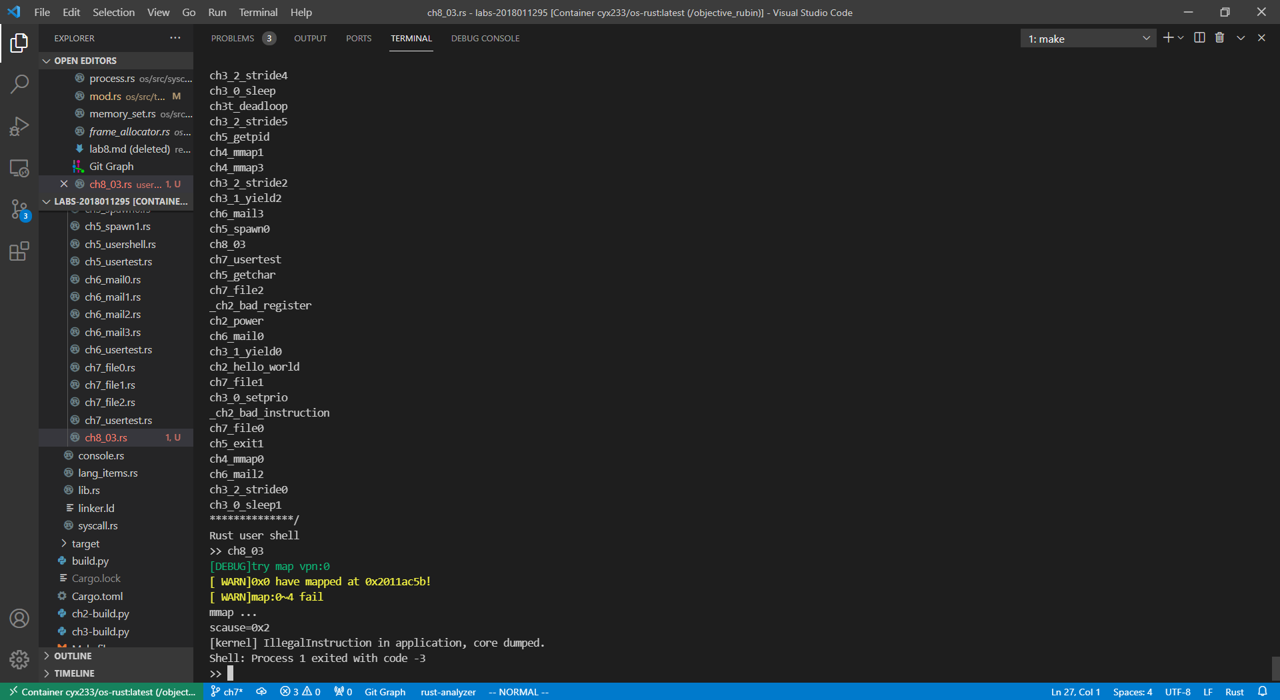 File Edit Selection View Go Run Terminal Help
ch8_03.rs - labs-2018011295 [Container cyx233/os-rust:latest (/objective_rubin)] - Visual Studio Code
EXPLORER
OPEN EDITORS
process.rs os/src/sysc...
mod.rs os/src/t... M
memory_set.rs os/src...
frame_allocator.rs os...
lab8.md (deleted) re...
Git Graph
ch8_03.rs user... 1, U
LABS-2018011295 [CONTAINE...
ch5_spawn1.rs
ch5_usershell.rs
ch5_usertest.rs
ch6_mail0.rs
ch6_mail1.rs
ch6_mail2.rs
ch6_mail3.rs
ch6_usertest.rs
ch7_file0.rs
ch7_file1.rs
ch7_file2.rs
ch7_usertest.rs
ch8_03.rs 1, U
console.rs
lang_items.rs
lib.rs
linker.ld
syscall.rs
target
build.py
Cargo.lock
Cargo.toml
ch2-build.py
ch3-build.py
OUTLINE
TIMELINE
3
PROBLEMS 3 OUTPUT PORTS TERMINAL DEBUG CONSOLE
1: make
ch3_2_stride4
ch3_0_sleep
ch3t_deadloop
ch3_2_stride5
ch5_getpid
ch4_mmap1
ch4_mmap3
ch3_2_stride2
ch3_1_yield2
ch6_mail3
ch5_spawn0
ch8_03
ch7_usertest
ch5_getchar
ch7_file2
_ch2_bad_register
ch2_power
ch6_mail0
ch3_1_yield0
ch2_hello_world
ch7_file1
ch3_0_setprio
_ch2_bad_instruction
ch7_file0
ch5_exit1
ch4_mmap0
ch6_mail2
ch3_2_stride0
ch3_0_sleep1
**************/
Rust user shell
>> ch8_03
[DEBUG]try map vpn:0
[ WARN]0x0 have mapped at 0x2011ac5b!
[ WARN]map:0~4 fail
mmap ...
scause=0x2
[kernel] IllegalInstruction in application, core dumped.
Shell: Process 1 exited with code -3
>>
Container cyx233/os-rust:latest (/objec... ch7* 3 0 0 Git Graph rust-analyzer -- NORMAL -- Ln 27, Col 1 Spaces: 4 UTF-8 LF Rust